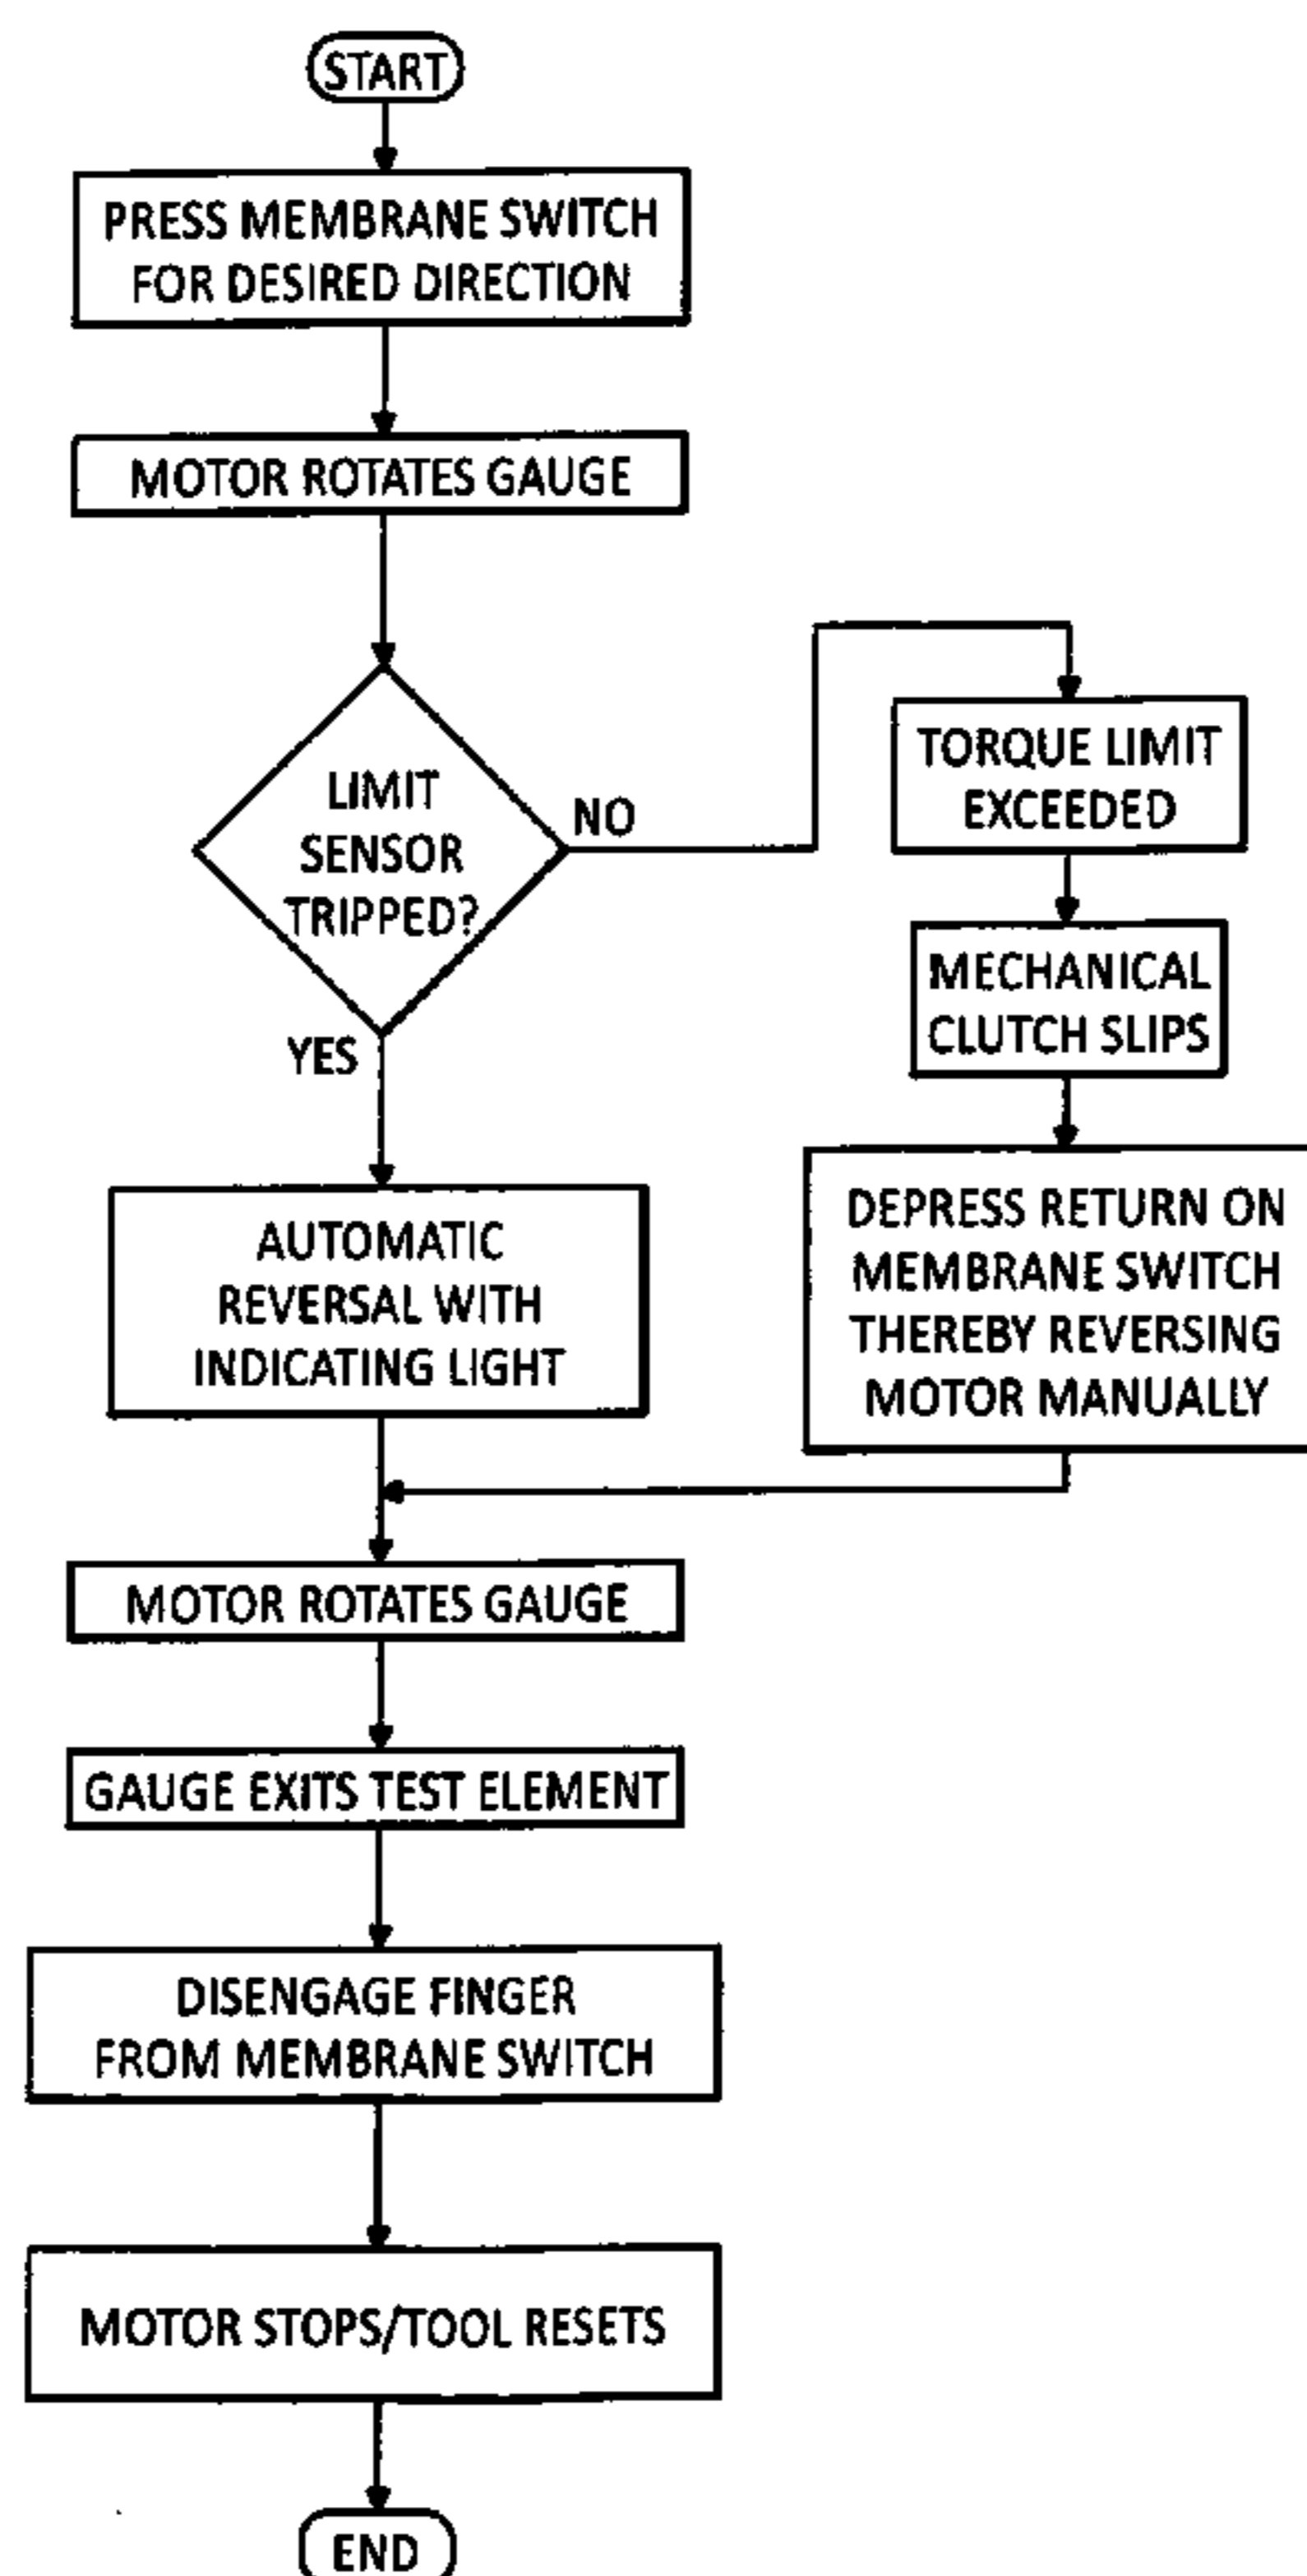 START
PRESS MEMBRANE SWITCH
FOR DESIRED DIRECTION
MOTOR ROTATES GAUGE
LIMIT
SENSOR
TRIPPED?
NO
TORQUE LIMIT
EXCEEDED
MECHANICAL
CLUTCH SLIPS
DEPRESS RETURN ON
MEMBRANE SWITCH
THEREBY REVERSING
MOTOR MANUALLY
YES
AUTOMATIC
REVERSAL WITH
INDICATING LIGHT
MOTOR ROTATES GAUGE
GAUGE EXITS TEST ELEMENT
DISENGAGE FINGER
FROM MEMBRANE SWITCH
MOTOR STOPS/TOOL RESETS
END